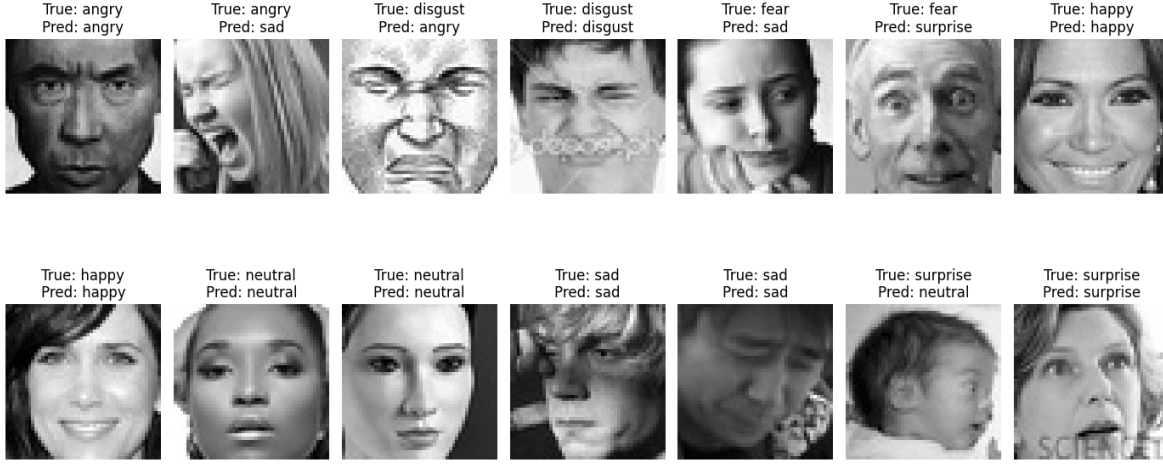 True: angry
Pred: angry
True: angry
Pred: sad
True: disgust
Pred: angry
True: disgust
Pred: disgust
True: fear
Pred: sad
True: fear
Pred: surprise
True: happy
Pred: happy
True: happy
Pred: happy
True: neutral
Pred: neutral
True: neutral
Pred: neutral
True: sad
Pred: sad
True: sad
Pred: sad
True: surprise
Pred: neutral
True: surprise
Pred: surprise